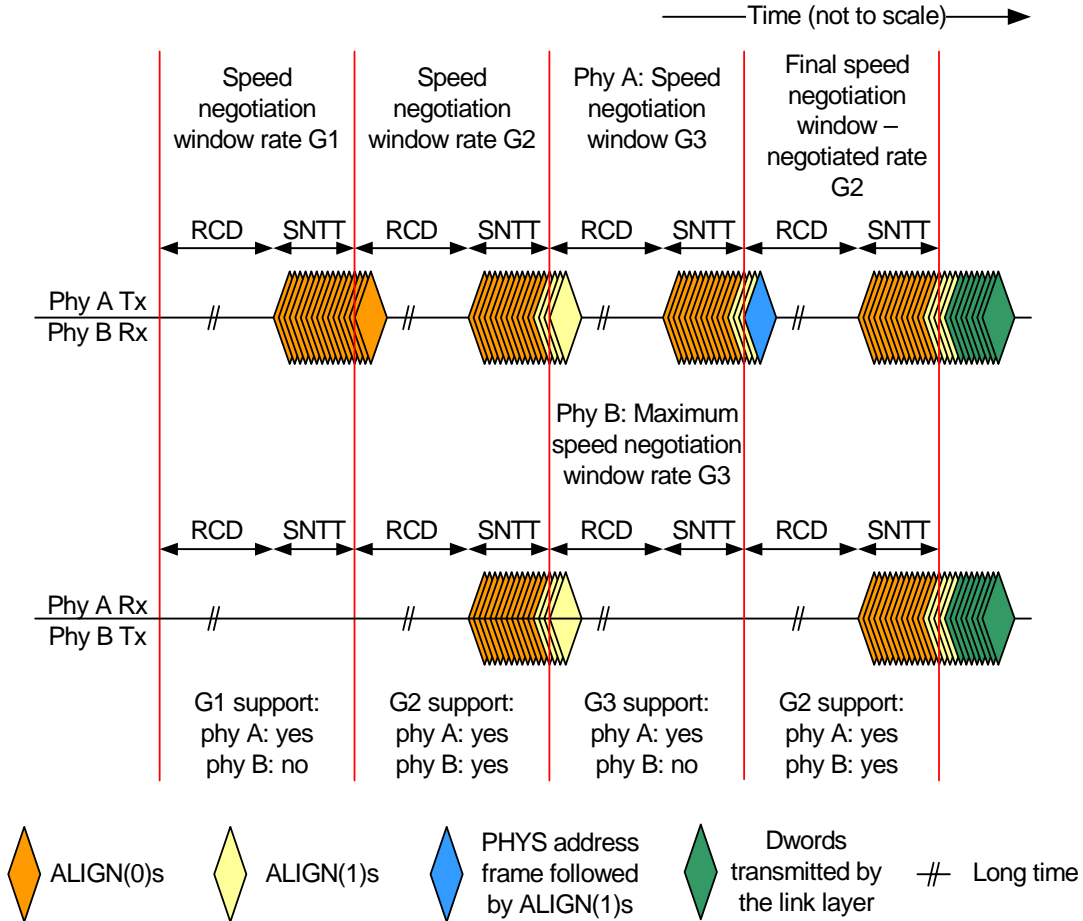 Time (not to scale)
Speed
negotiation
window rate G1
Speed
negotiation
window rate G2
Phy A: Speed
negotiation
window G3
Final speed
negotiation
window –
negotiated rate
G2
RCD SNTT RCD SNTT RCD SNTT RCD SNTT
Phy A Tx
Phy B Rx
Phy B: Maximum
speed negotiation
window rate G3
RCD SNTT RCD SNTT RCD SNTT RCD SNTT
Phy A Rx
Phy B Tx
G1 support:
phy A: yes
phy B: no
G2 support:
phy A: yes
phy B: yes
G3 support:
phy A: yes
phy B: no
G2 support:
phy A: yes
phy B: yes
ALIGN(0)s
ALIGN(1)s
PHYS address
frame followed
by ALIGN(1)s
Dwords
transmitted by
the link layer
Long time